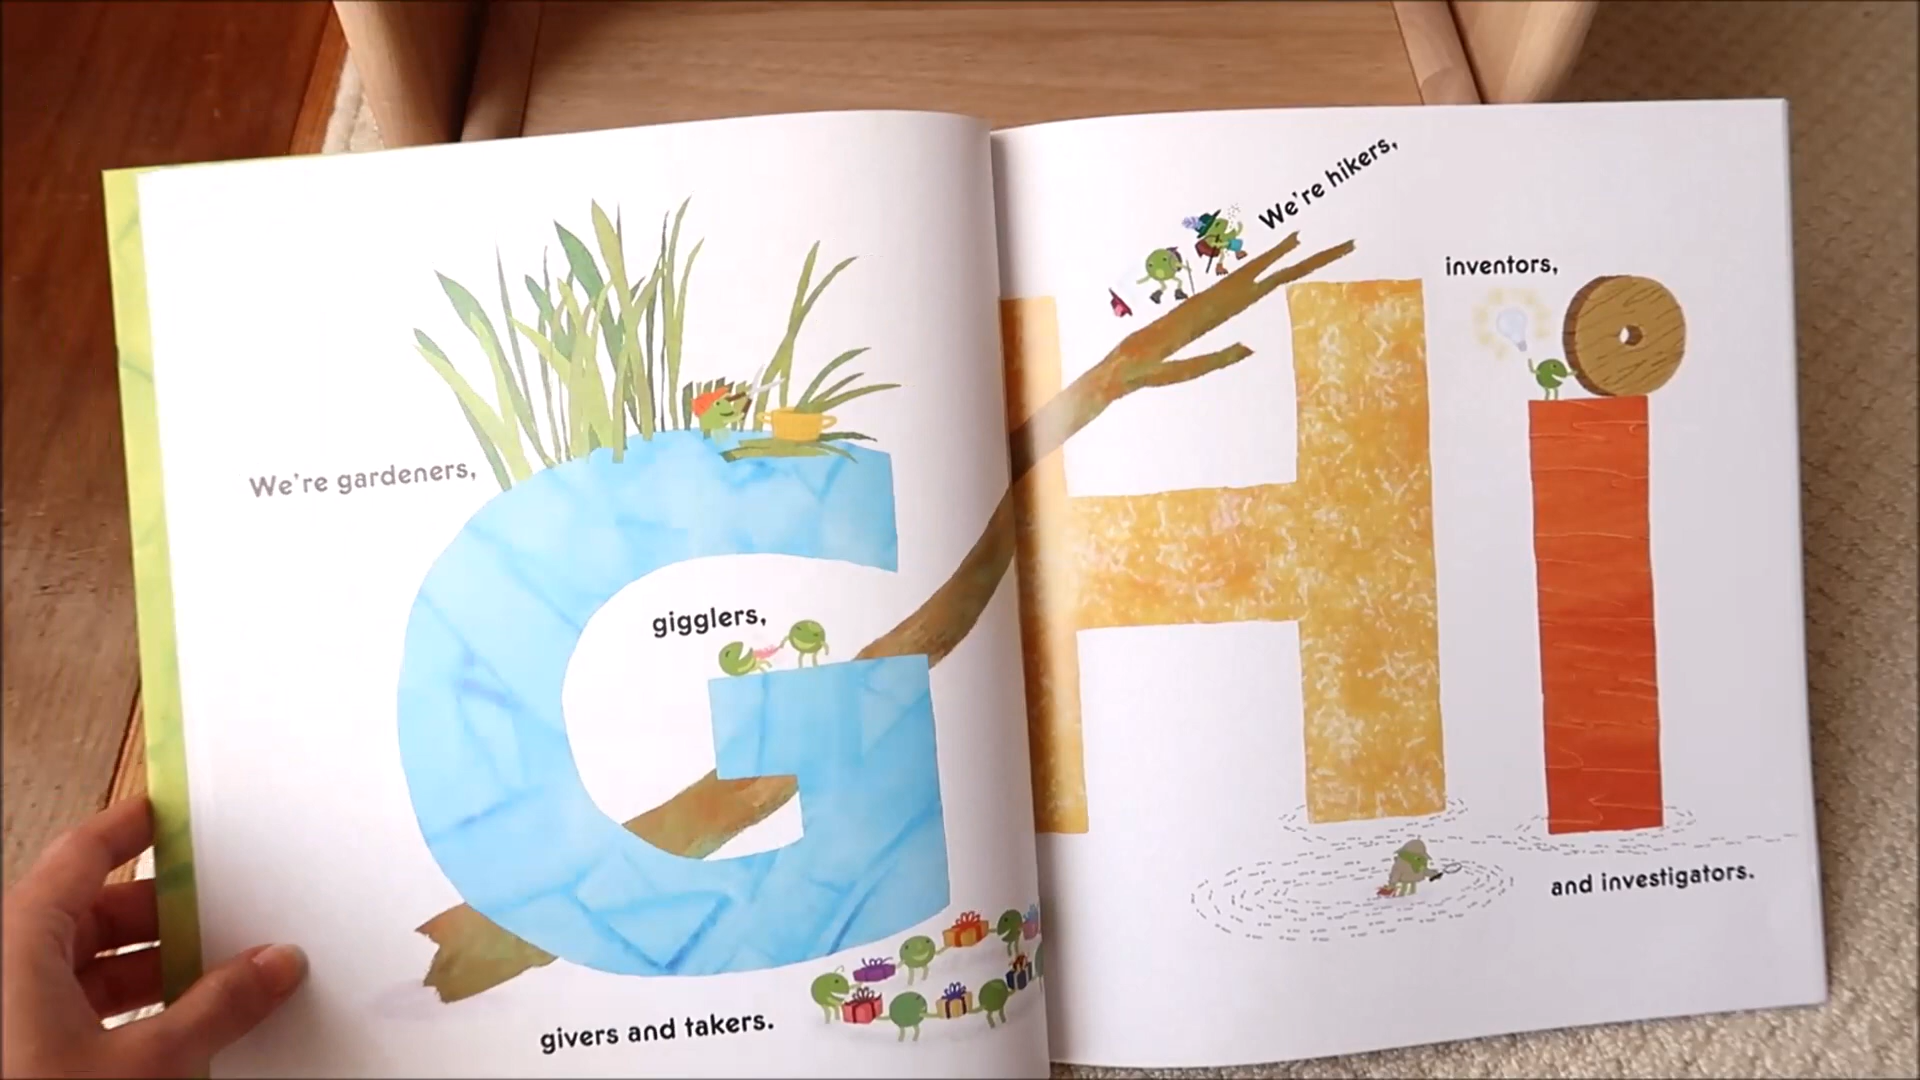 We're gardeners,
gigglers,
givers and takers.
G
We're hikers,
inventors,
and investigators.
H
i